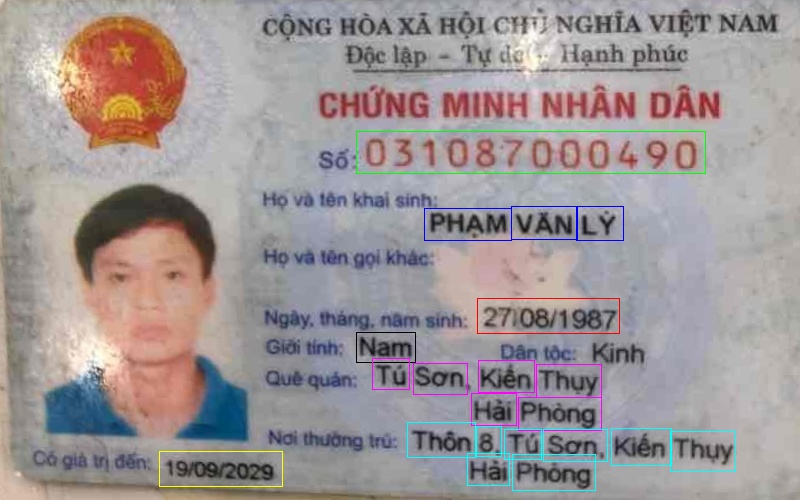 CỘNG HÒA XÃ HỘI CHỦ NGHĨA VIỆT NAM
Độc lập - Tự do - Hạnh phúc
CHỨNG MINH NHÂN DÂN
Số: 031087000490
Họ và tên khai sinh:
PHẠM VĂN LÝ
Họ và tên gọi khác:
Ngày, tháng, năm sinh: 27/08/1987
Giới tính: Nam Dân tộc: Kinh
Quê quán: Tú Sơn, Kiến Thụy
Hải Phòng
Nơi thường trú: Thôn 8, Tú Sơn, Kiến Thụy
Hải Phòng
Có giá trị đến: 19/09/2029